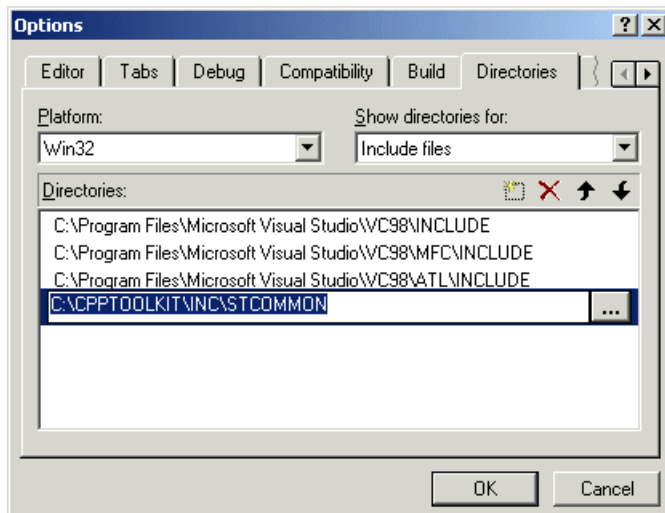 Options
Editor Tabs Debug Compatibility Build Directories
Platform: Show directories for:
Win32 Include files
Directories:
C:\Program Files\Microsoft Visual Studio\VC98\INCLUDE
C:\Program Files\Microsoft Visual Studio\VC98\MFC\INCLUDE
C:\Program Files\Microsoft Visual Studio\VC98\ATL\INCLUDE
C:\CPPTOOLKIT\INC\STCOMMON
...
OK Cancel